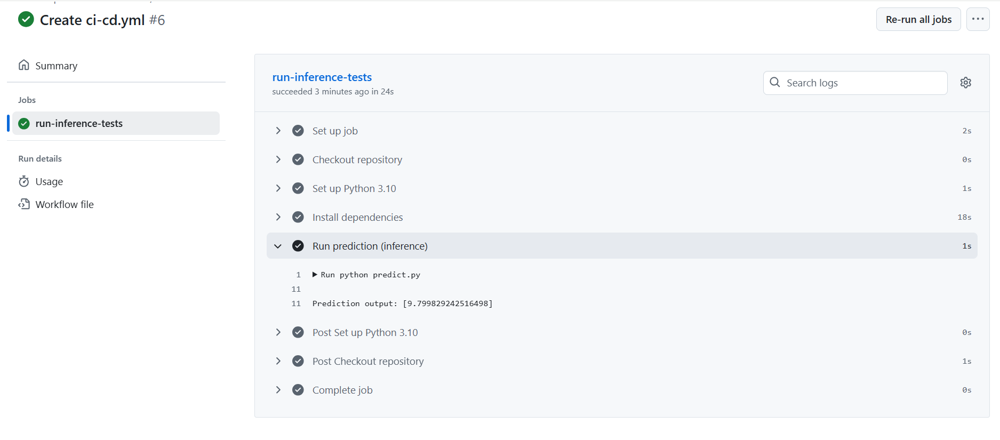 Create ci-cd.yml #6
Re-run all jobs
Summary
Jobs
run-inference-tests
Run details
Usage
Workflow file
run-inference-tests
succeeded 3 minutes ago in 24s
Search logs
Set up job 2s
Checkout repository 0s
Set up Python 3.10 1s
Install dependencies 18s
Run prediction (inference) 1s
1 Run python predict.py
11
11 Prediction output: [9.799829242516498]
Post Set up Python 3.10 0s
Post Checkout repository 1s
Complete job 0s